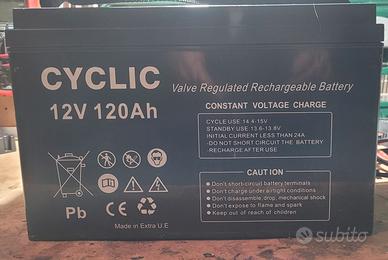 CYCLIC
Valve Regulated Rechargeable Battery
12V 120Ah
CONSTANT VOLTAGE CHARGE
CYCLE USE:14.4-15V
STANDBY USE:13.6-13.8V
INITIAL CURRENT LESS THAN 24A
-DO NOT SHORT CIRCUIT THE BATTERY
-RECHARGE AFTER USE
CAUTION
Don't short-circuit battery terminals
Don't charge under airtight conditions
Don't disassemble,drop, mechanical shock
Don't expose to flame and spark
Keep out of reach of children
Pb
Made in Extra U.E
subito